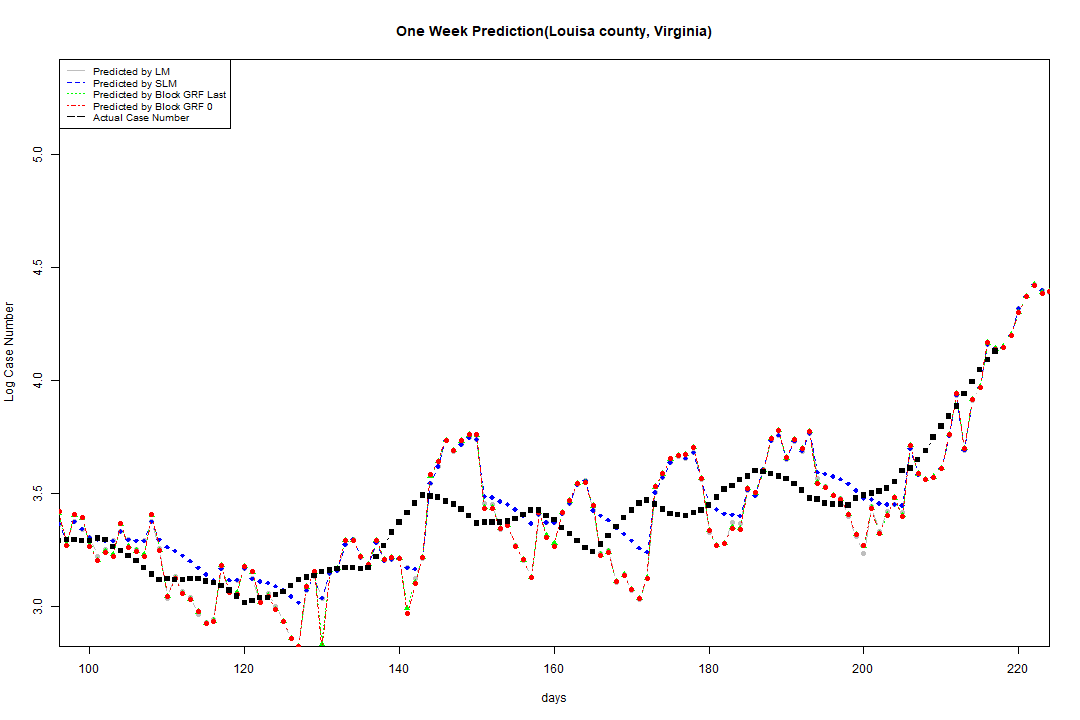 One Week Prediction(Louisa county, Virginia)
Predicted by LM
Predicted by SLM
Predicted by Block GRF Last
Predicted by Block GRF 0
Actual Case Number
Log Case Number
5.0
4.5
4.0
3.5
3.0
100 120 140 160 180 200 220
days